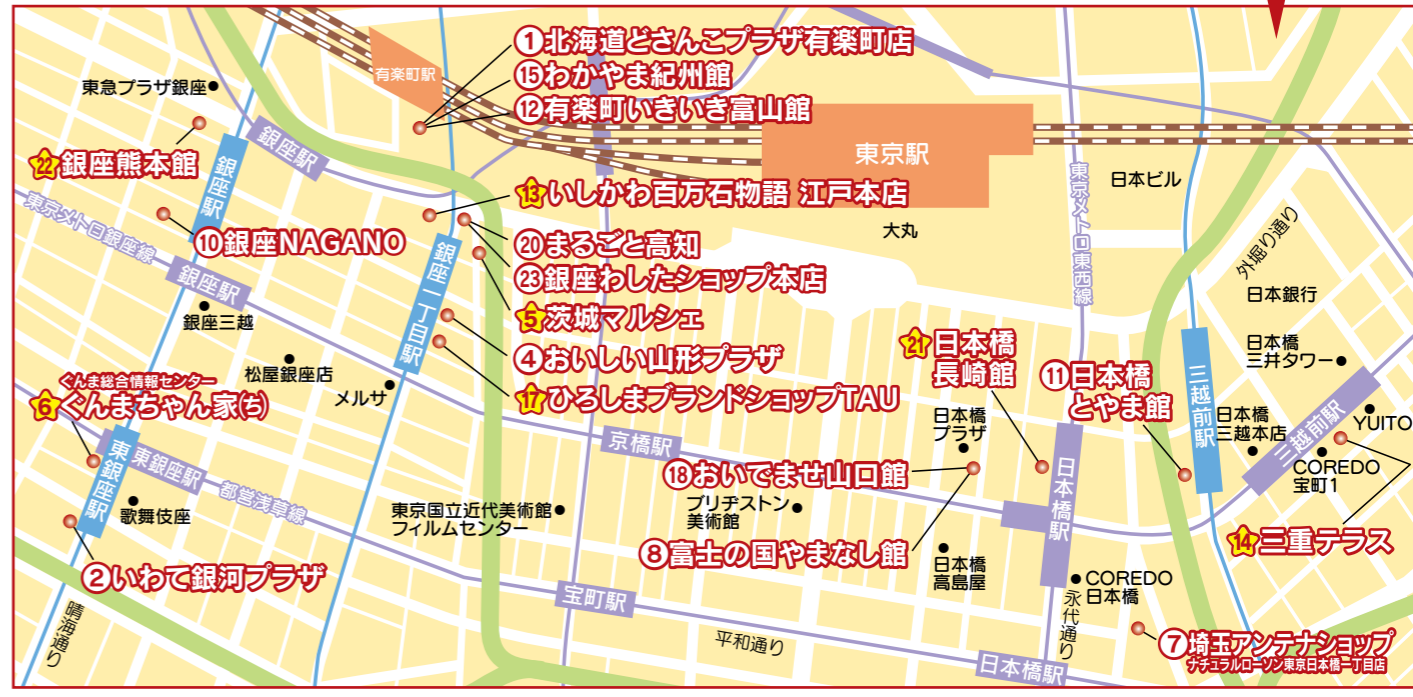 ①北海道どさんこプラザ有楽町店
⑮わかやま紀州館
⑫有楽町いきいき富山館
有楽町駅
東急プラザ銀座
銀座駅
東京駅
㉒銀座熊本館
銀座駅
⑬いしかわ百万石物語 江戸本店
大丸
東京メトロ東西線
日本ビル
外堀り通り
東京メトロ銀座線
⑩銀座NAGANO
⑳まるごと高知
㉓銀座わしたショップ本店
銀座一丁目駅
銀座駅
銀座三越
⑤茨城マルシェ
日本銀行
④おいしい山形プラザ
㉑日本橋
長崎館
日本橋
三井タワー
松屋銀座店
メルサ
⑰ひろしまブランドショップTAU
⑪日本橋
とやま館
三越前駅
ぐんま総合情報センター
⑥ぐんまちゃん家(ち)
日本橋
プラザ
日本橋
三越本店
三越前駅
YUITO
東銀座駅
東銀座駅
京橋駅
日本橋駅
COREDO
宝町1
都営浅草線
⑱おいでませ山口館
歌舞伎座
東京国立近代美術館
フィルムセンター
ブリヂストン
美術館
⑭三重テラス
⑧富士の国やまなし館
日本橋
高島屋
②いわて銀河プラザ
COREDO
日本橋
宝町駅
永代通り
晴海通り
平和通り
⑦埼玉アンテナショップ
ナチュラルローソン東京日本橋一丁目店
日本橋駅